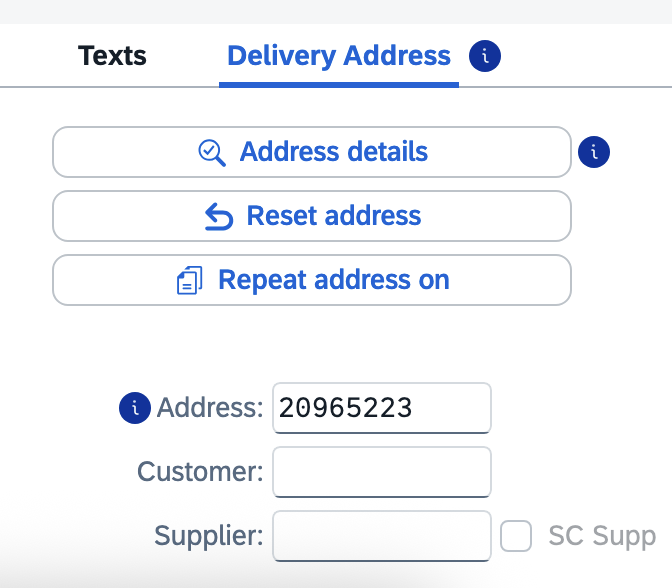 Texts Delivery Address
Address details
Reset address
Repeat address on
Address: 20965223
Customer:
Supplier: SC Supp